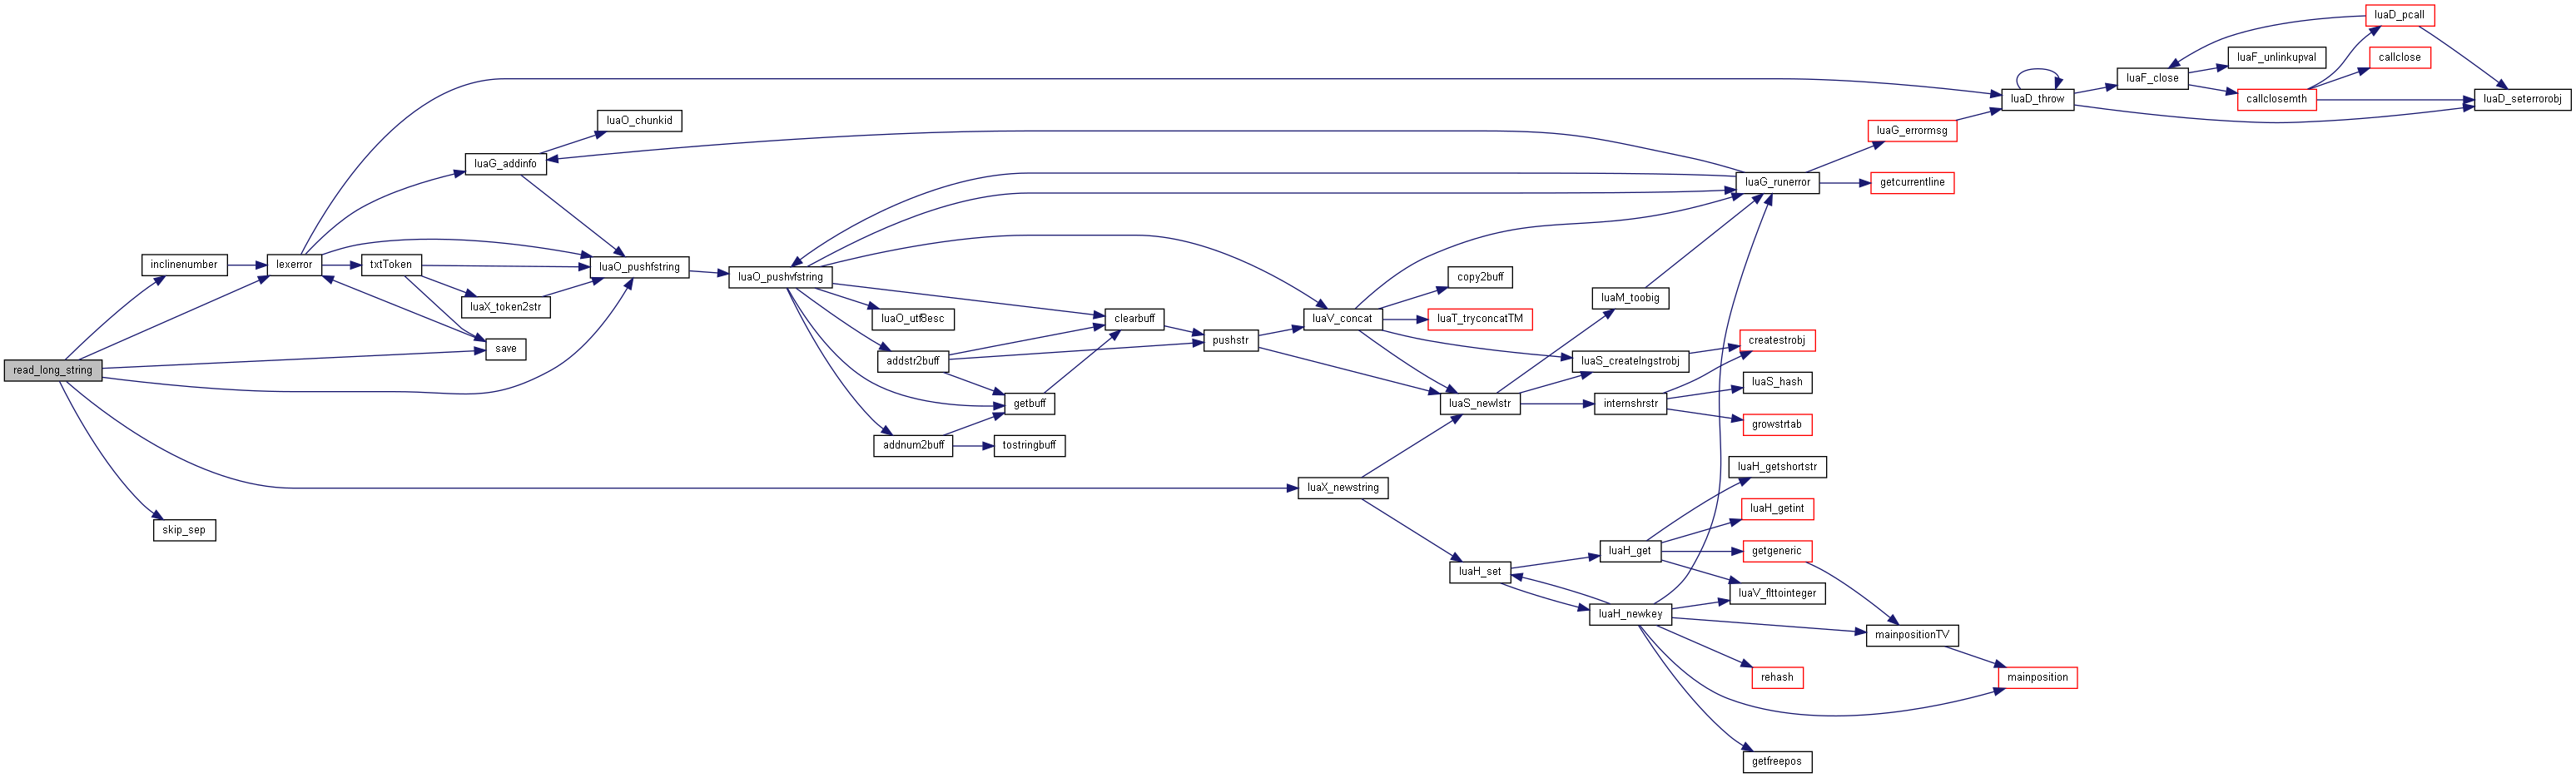 luaD_pcall
luaF_unlinkupval
callclose
luaF_close
callclosemth
luaD_seterrorobj
luaD_throw
luaO_chunkid
luaG_errormsg
luaG_addinfo
luaG_runerror
getcurrentline
inclinenumber
lexerror
txtToken
luaO_pushfstring
luaO_pushvfstring
copy2buff
luaM_toobig
luaX_token2str
luaO_utf8esc
clearbuff
luaV_concat
luaT_tryconcatTM
save
pushstr
createstrobj
read_long_string
addstr2buff
luaS_createlngstrobj
luaS_hash
getbuff
luaS_newlstr
internshrstr
growstrtab
addnum2buff
tostringbuff
luaH_getshortstr
luaX_newstring
luaH_getint
skip_sep
luaH_get
getgeneric
luaH_set
luaV_flttointeger
luaH_newkey
mainpositionTV
rehash
mainposition
getfreepos